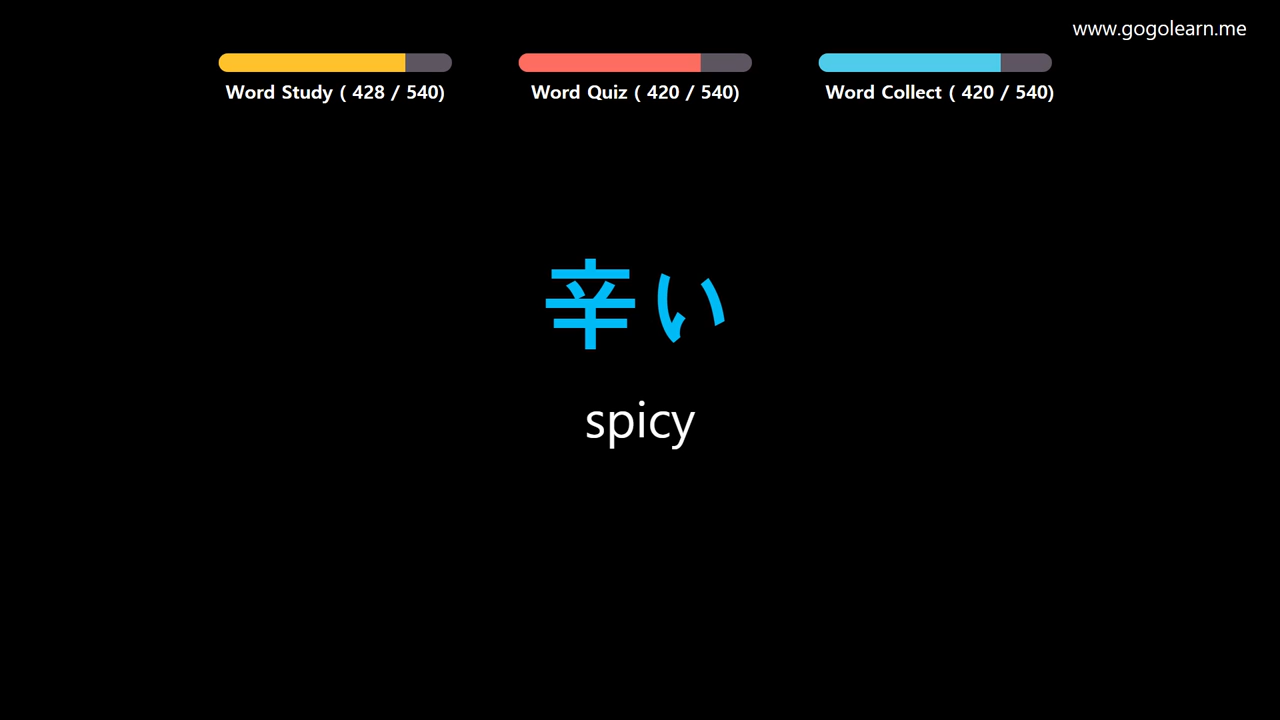 www.gogolearn.me
Word Study ( 428 / 540)
Word Quiz ( 420 / 540)
Word Collect ( 420 / 540)
辛い
spicy